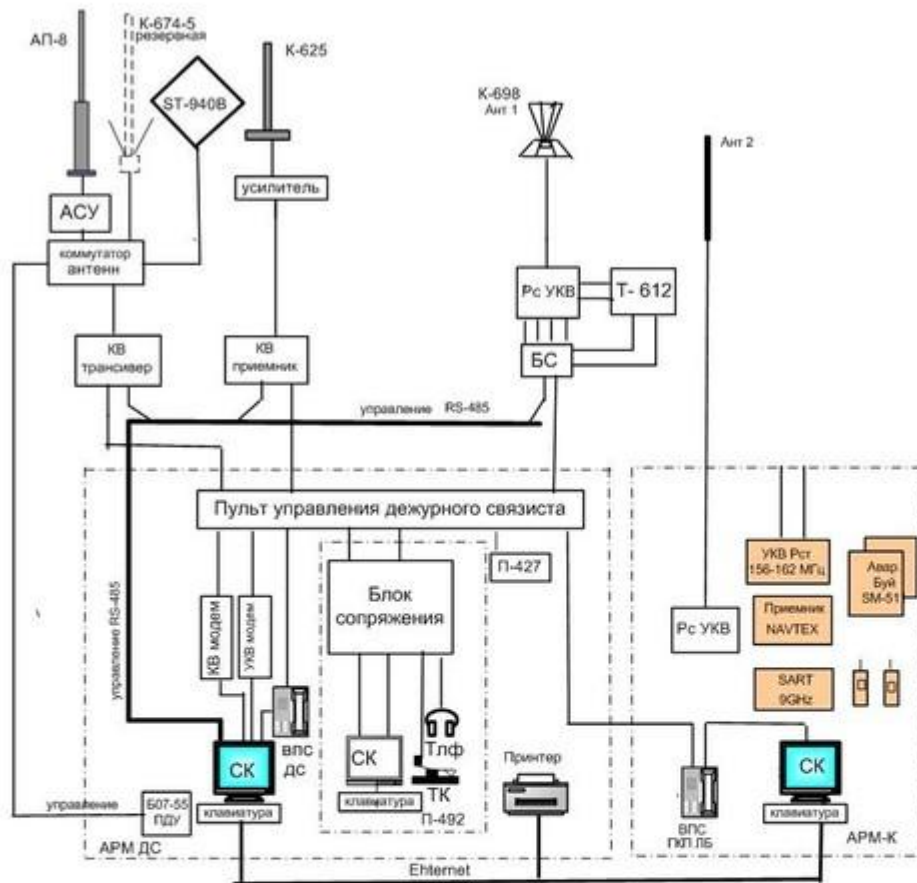 АП-8
К-674-5
резервная
ST-940B
К-625
К-698
Ант 1
Ант 2
АСУ
усилитель
коммутатор
антенн
Рс УКВ
Т- 612
КВ
трансивер
КВ
приемник
БС
управление RS-485
Пульт управления дежурного связиста
П-427
УКВ Рст
156-162 МГц
Авар.
Буй
SM-51
Блок
сопряжения
Приемник
NAVTEX
Рс УКВ
управление RS-485
КВ модем
УКВ модем
SART
9GHz
ВПС
ДС
Тлф
Принтер
СК
СК
СК
клавиатура
ТК
П-492
управление
Б07-55
ПДУ
клавиатура
клавиатура
ВПС
ГКП ЛБ
АРМ ДС
АРМ-К
Ehternet